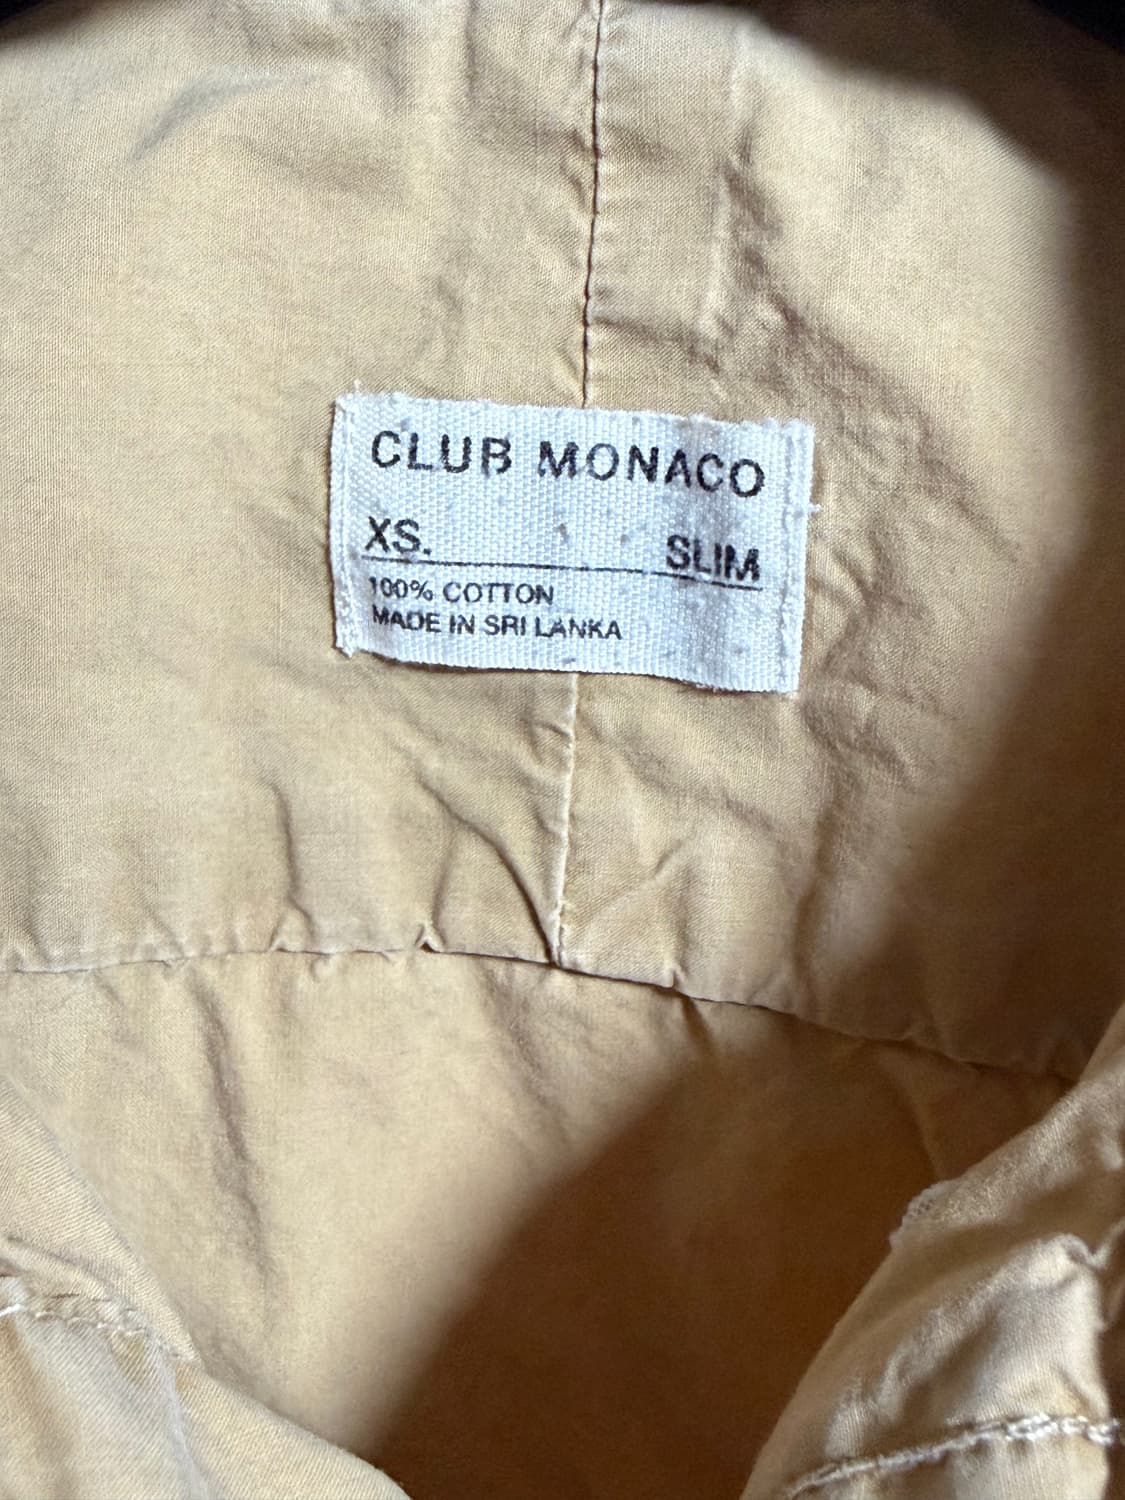 CLUB MONACO
XS. SLIM
100% COTTON
MADE IN SRI LANKA